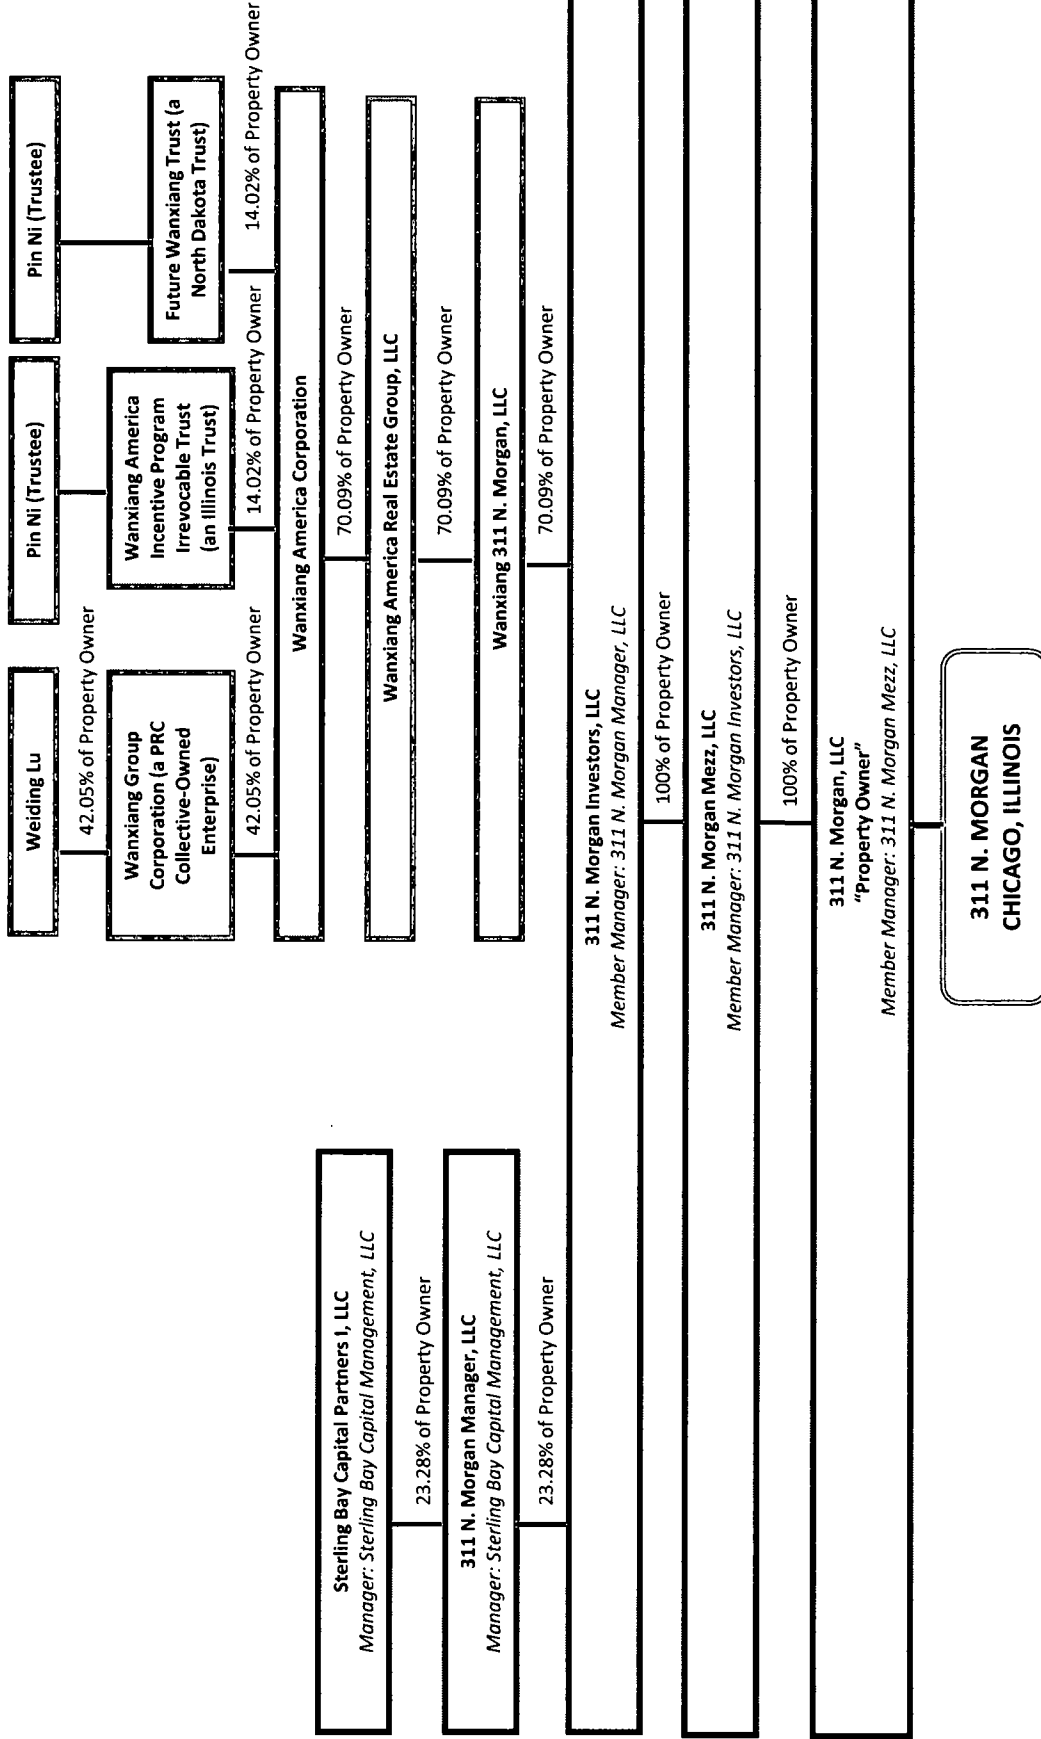 Weiding Lu
42.05% of Property Owner
Wanxiang Group
Corporation (a PRC
Collective-Owned
Enterprise)
42.05% of Property Owner
Pin Ni (Trustee)
Wanxiang America
Incentive Program
Irrevocable Trust
(an Illinois Trust)
14.02% of Property Owner
Pin Ni (Trustee)
Future Wanxiang Trust (a
North Dakota Trust)
14.02% of Property Owner
Wanxiang America Corporation
70.09% of Property Owner
Wanxiang America Real Estate Group, LLC
70.09% of Property Owner
Wanxiang 311 N. Morgan, LLC
70.09% of Property Owner
Sterling Bay Capital Partners I, LLC
Manager: Sterling Bay Capital Management, LLC
23.28% of Property Owner
311 N. Morgan Manager, LLC
Manager: Sterling Bay Capital Management, LLC
23.28% of Property Owner
311 N. Morgan Investors, LLC
Member Manager: 311 N. Morgan Manager, LLC
100% of Property Owner
311 N. Morgan Mezz, LLC
Member Manager: 311 N. Morgan Investors, LLC
100% of Property Owner
311 N. Morgan, LLC
"Property Owner"
Member Manager: 311 N. Morgan Mezz, LLC
311 N. MORGAN
CHICAGO, ILLINOIS